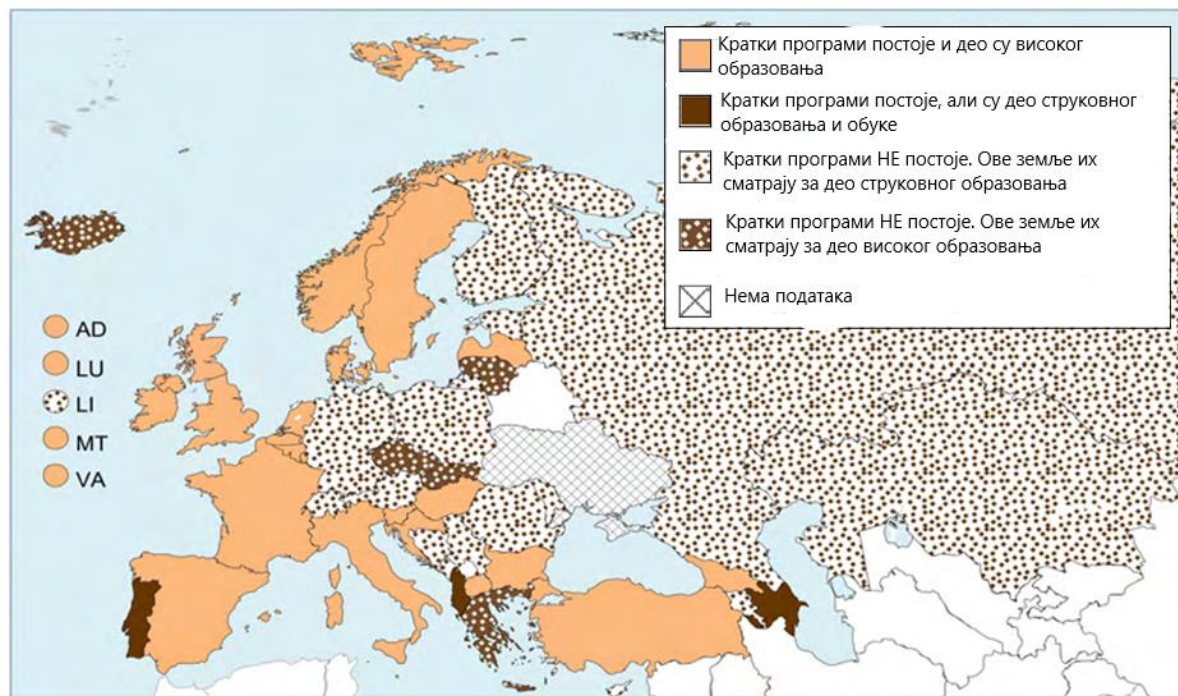 Кратки програми постоје и део су високог
образовања
Кратки програми постоје, али су део струковног
образовања и обуке
Кратки програми НЕ постоје. Ове земље их
сматрају за део струковног образовања
Кратки програми НЕ постоје. Ове земље их
сматрају за део високог образовања
Нема података
AD
LU
LI
MT
VA